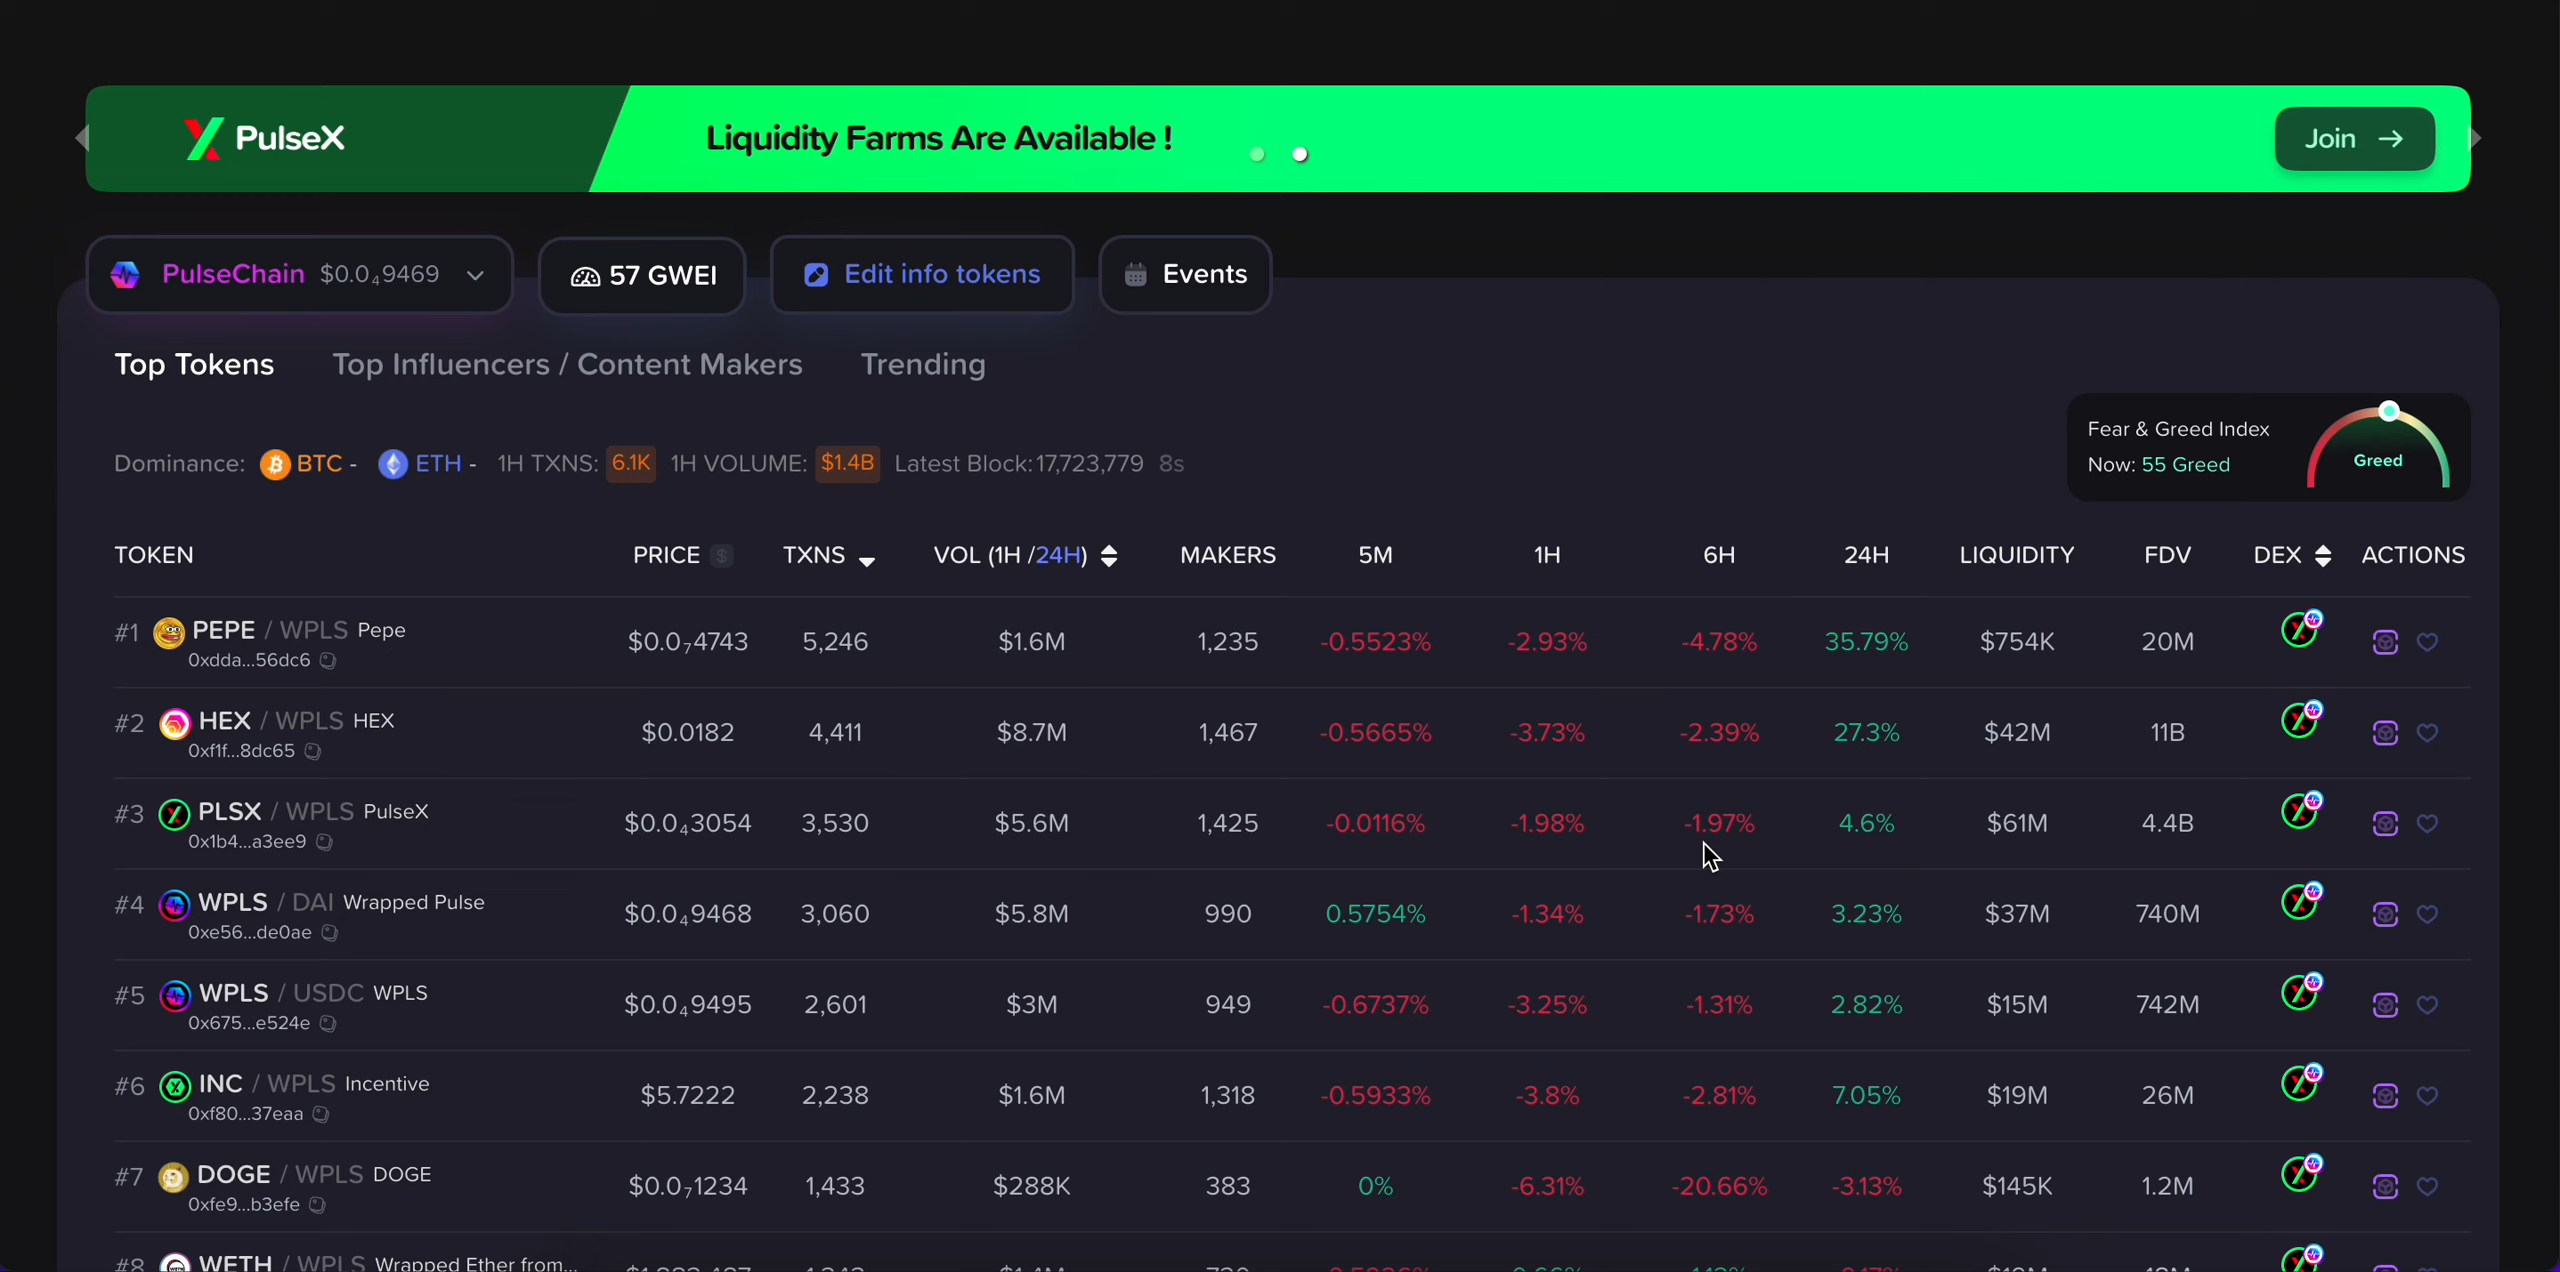 PulseX
Liquidity Farms Are Available !
Join →
PulseChain $0.0₄9469
57 GWEI
Edit info tokens
Events
Top Tokens Top Influencers / Content Makers Trending
Fear & Greed Index
Now: 55 Greed
Greed
Dominance: BTC - ETH - 1H TXNS: 6.1K 1H VOLUME: $1.4B Latest Block: 17,723,779 8s
TOKEN PRICE $ TXNS VOL (1H /24H) MAKERS 5M 1H 6H 24H LIQUIDITY FDV DEX ACTIONS
#1 PEPE / WPLS Pepe
0xdda...56dc6
$0.0₇4743 5,246 $1.6M 1,235 -0.5523% -2.93% -4.78% 35.79% $754K 20M
#2 HEX / WPLS HEX
0xf1f...8dc65
$0.0182 4,411 $8.7M 1,467 -0.5665% -3.73% -2.39% 27.3% $42M 11B
#3 PLSX / WPLS PulseX
0x1b4...a3ee9
$0.0₄3054 3,530 $5.6M 1,425 -0.0116% -1.98% -1.97% 4.6% $61M 4.4B
#4 WPLS / DAI Wrapped Pulse
0xe56...de0ae
$0.0₄9468 3,060 $5.8M 990 0.5754% -1.34% -1.73% 3.23% $37M 740M
#5 WPLS / USDC WPLS
0x675...e524e
$0.0₄9495 2,601 $3M 949 -0.6737% -3.25% -1.31% 2.82% $15M 742M
#6 INC / WPLS Incentive
0xf80...37eaa
$5.7222 2,238 $1.6M 1,318 -0.5933% -3.8% -2.81% 7.05% $19M 26M
#7 DOGE / WPLS DOGE
0xfe9...b3efe
$0.0₇1234 1,433 $288K 383 0% -6.31% -20.66% -3.13% $145K 1.2M
#8 WETH / WPLS Wrapped Ether from...